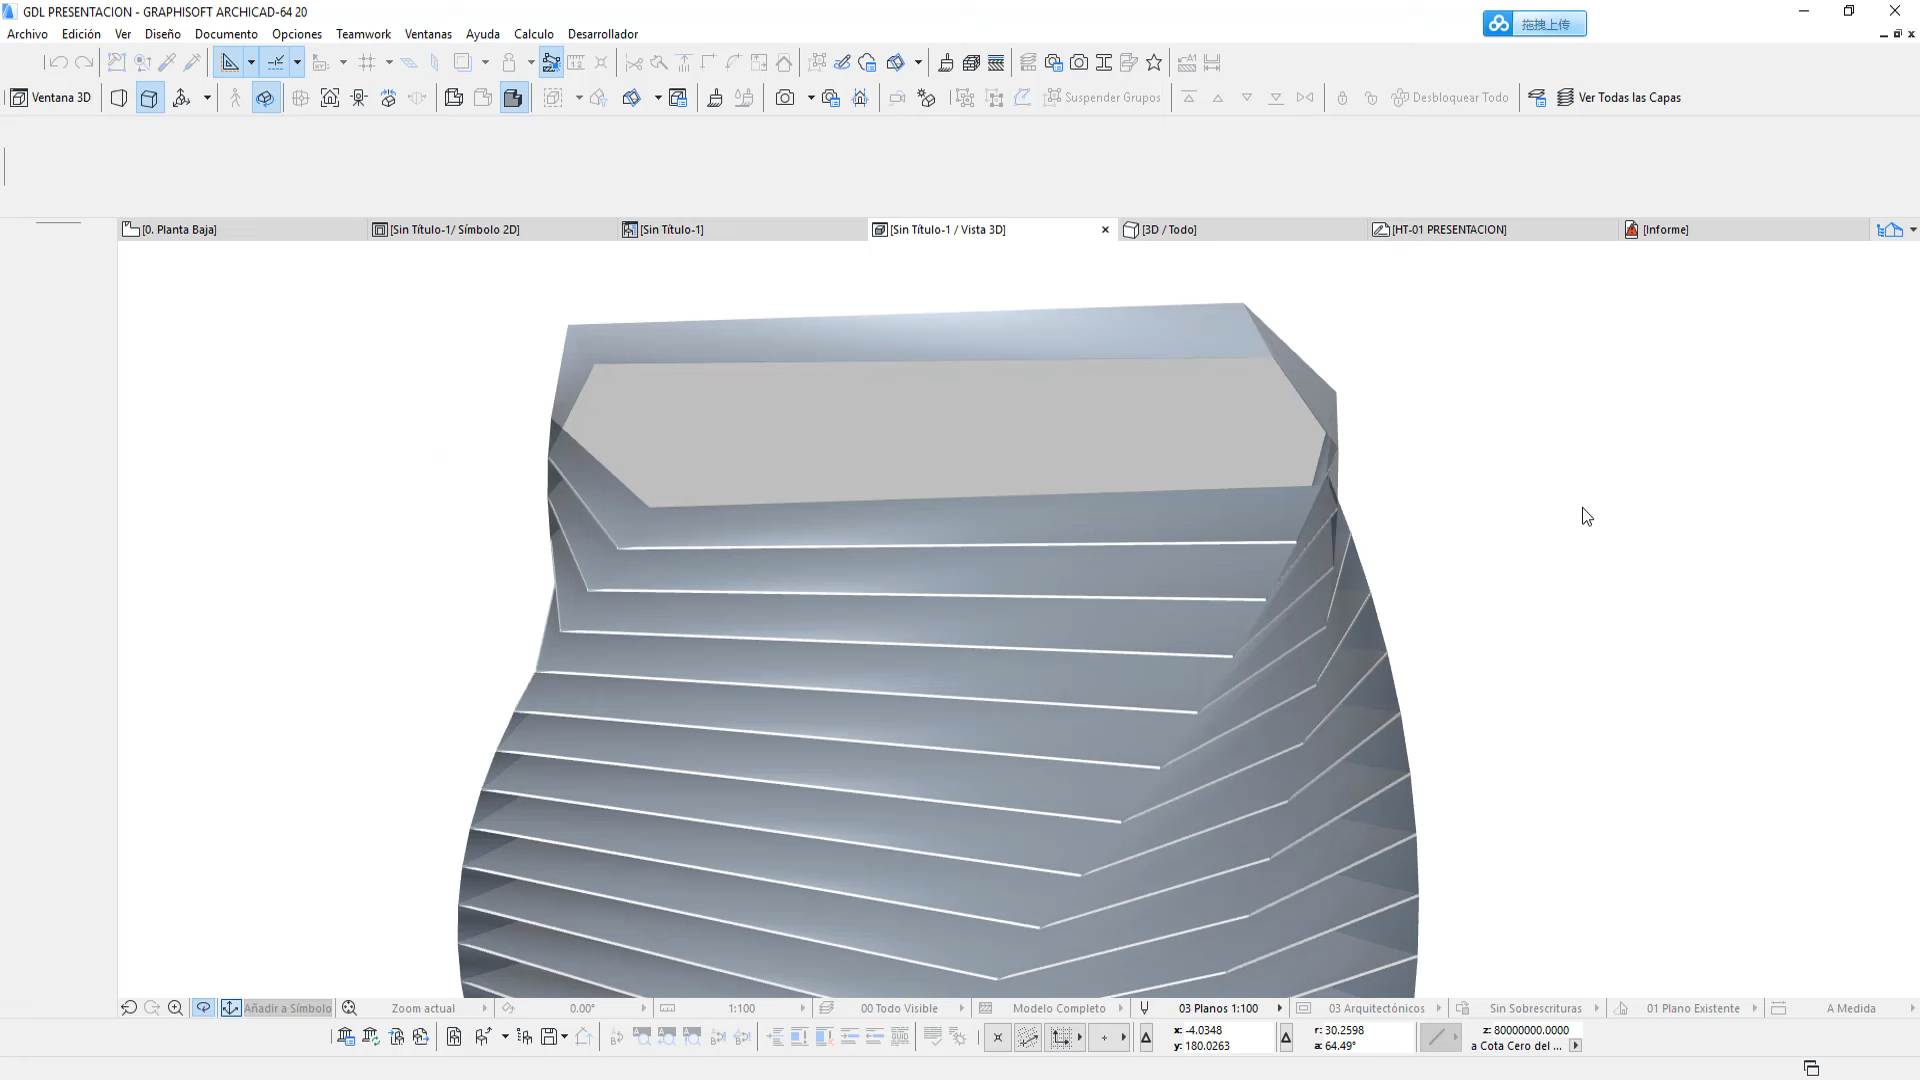 GDL PRESENTACION - GRAPHISOFT ARCHICAD-64 20
拖拽上传
Archivo Edición Ver Diseño Documento Opciones Teamwork Ventanas Ayuda Calculo Desarrollador
Ventana 3D Suspender Grupos Desbloquear Todo Ver Todas las Capas
[0. Planta Baja] [Sin Título-1/ Símbolo 2D] [Sin Título-1] [Sin Título-1 / Vista 3D] [3D / Todo] [HT-01 PRESENTACION] [Informe]
Añadir a Símbolo Zoom actual 0.00° 1:100 00 Todo Visible Modelo Completo 03 Planos 1:100 03 Arquitectónicos Sin Sobrescrituras 01 Plano Existente A Medida
x: -4.0348 r: 30.2598 z: 80000000.0000
y: 180.0263 a: 64.49° a Cota Cero del ...